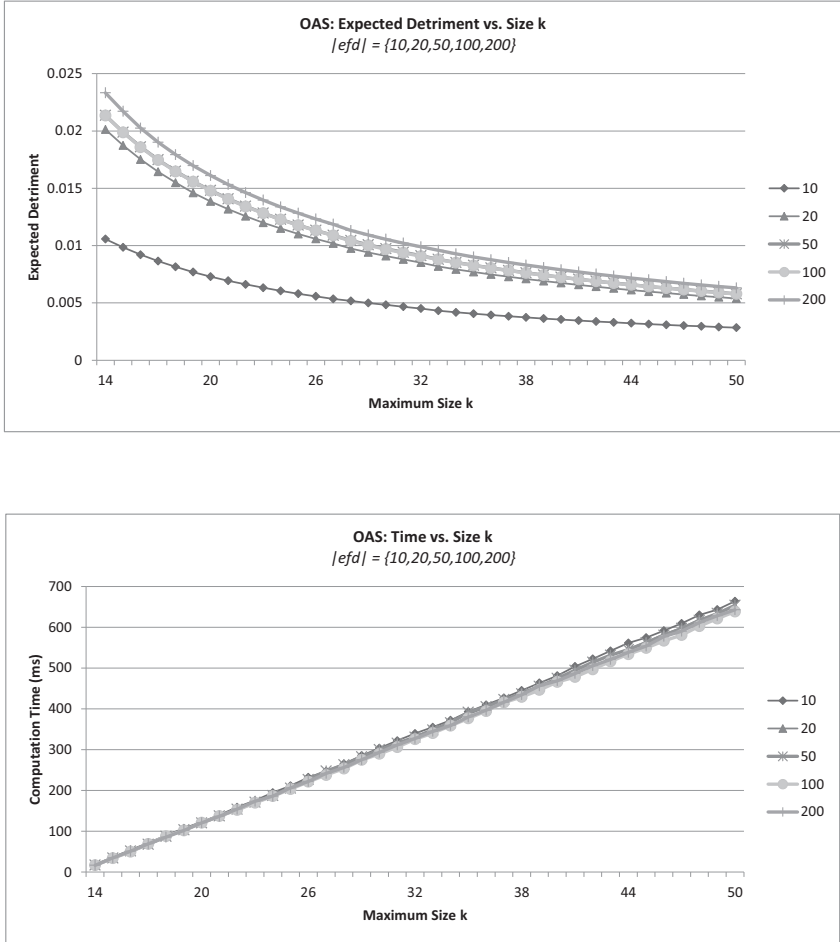 OAS: Expected Detriment vs. Size k
|efd| = {10,20,50,100,200}
0.025
0.02
0.015
0.01
0.005
0
Expected Detriment
14 20 26 32 38 44 50
Maximum Size k
10
20
50
100
200
OAS: Time vs. Size k
|efd| = {10,20,50,100,200}
700
600
500
400
300
200
100
0
Computation Time (ms)
14 20 26 32 38 44 50
Maximum Size k
10
20
50
100
200